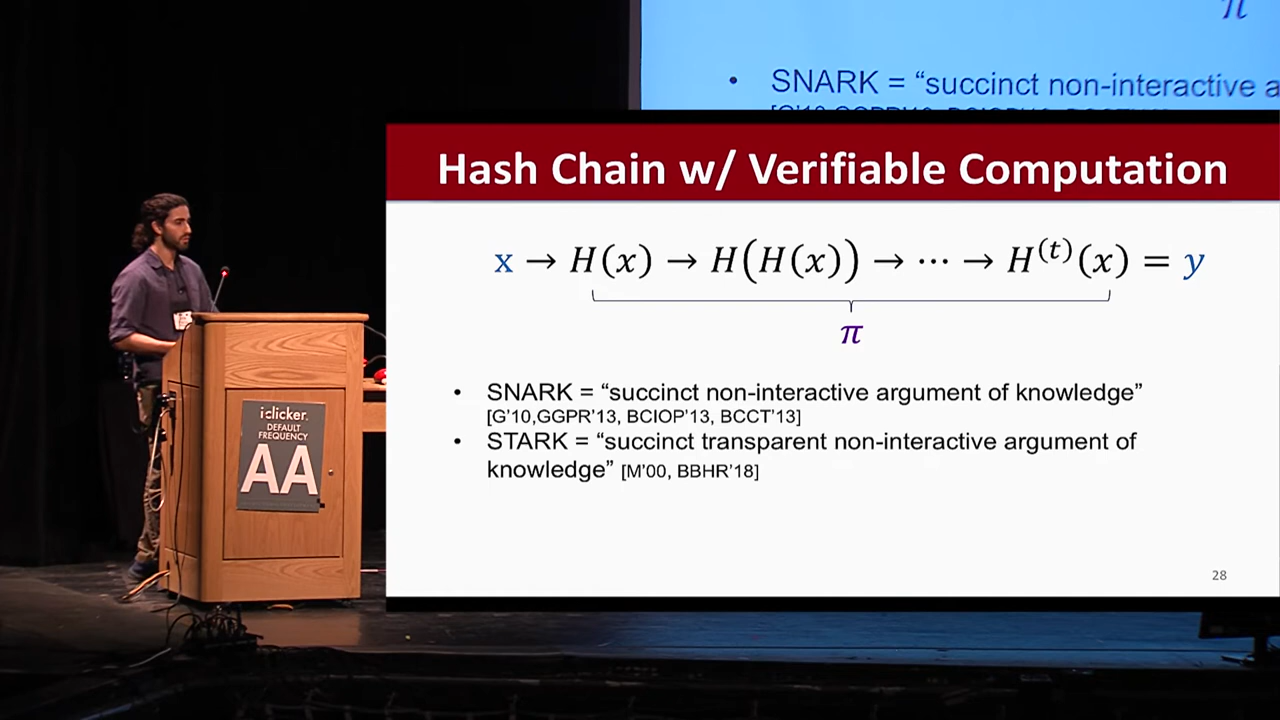 π
• SNARK = “succinct non-interactive a
Hash Chain w/ Verifiable Computation
x → H(x) → H(H(x)) → ⋯ → H^(t)(x) = y
π
• SNARK = “succinct non-interactive argument of knowledge”
[G’10,GGPR’13, BCIOP’13, BCCT’13]
• STARK = “succinct transparent non-interactive argument of
knowledge” [M’00, BBHR’18]
28
iclicker.
DEFAULT
FREQUENCY
AA